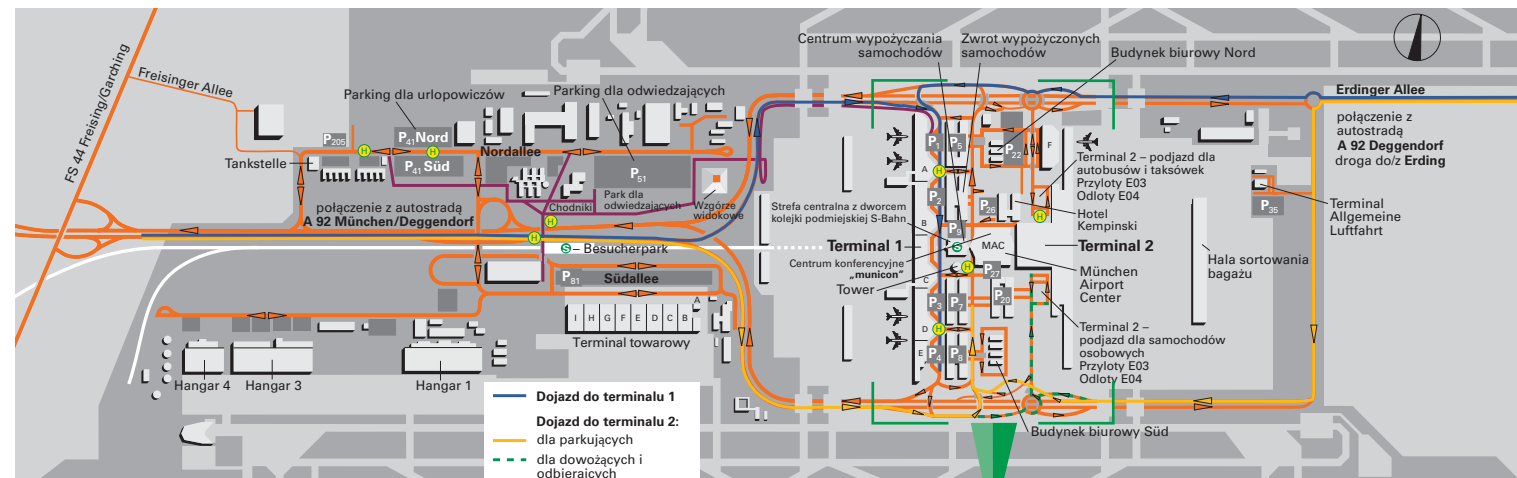 Centrum wypożyczania
samochodów
Zwrot wypożyczonych
samochodów
Budynek biurowy Nord
FS 44 Freising/Garching
Freisinger Allee
Parking dla urlopowiczów
Parking dla odwiedzających
Erdinger Allee
połączenie z
autostradą
A 92 Deggendorf
droga do/z Erding
P205
P41 Nord
P41 Süd
Tankstelle
Nordallee
P51
Park dla
odwiedzających
Chodniki
Wzgórze
widokowe
połączenie z autostradą
A 92 München/Deggendorf
H
H
H
H
S – Besucherpark
P81
Südallee
I H G F E D C B
A
Terminal towarowy
Hangar 4
Hangar 3
Hangar 1
P1
P5
P22
F
A
H
P2
P26
Terminal 2 – podjazd dla
autobusów i taksówek
Przyloty E03
Odloty E04
H
Hotel
Kempinski
Strefa centralna z dworcem
kolejki podmiejskiej S-Bahn
B
P9
Terminal 1
S
MAC
Terminal 2
Centrum konferencyjne
„municon“
Tower
H
P27
München
Airport
Center
C
P3
P7
P20
D
H
E
P4
P8
Terminal 2 –
podjazd dla samochodów
osobowych
Przyloty E03
Odloty E04
Budynek biurowy Süd
Hala sortowania
bagażu
P35
Terminal
Allgemeine
Luftfahrt
Dojazd do terminalu 1
Dojazd do terminalu 2:
dla parkujących
dla dowożących i
odbierajcych